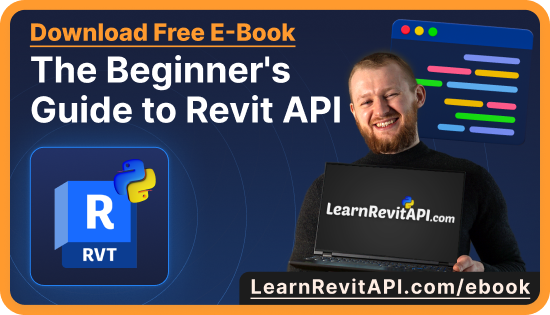 Download Free E-Book
The Beginner's
Guide to Revit API
R
RVT
LearnRevitAPI.com
LearnRevitAPI.com/ebook